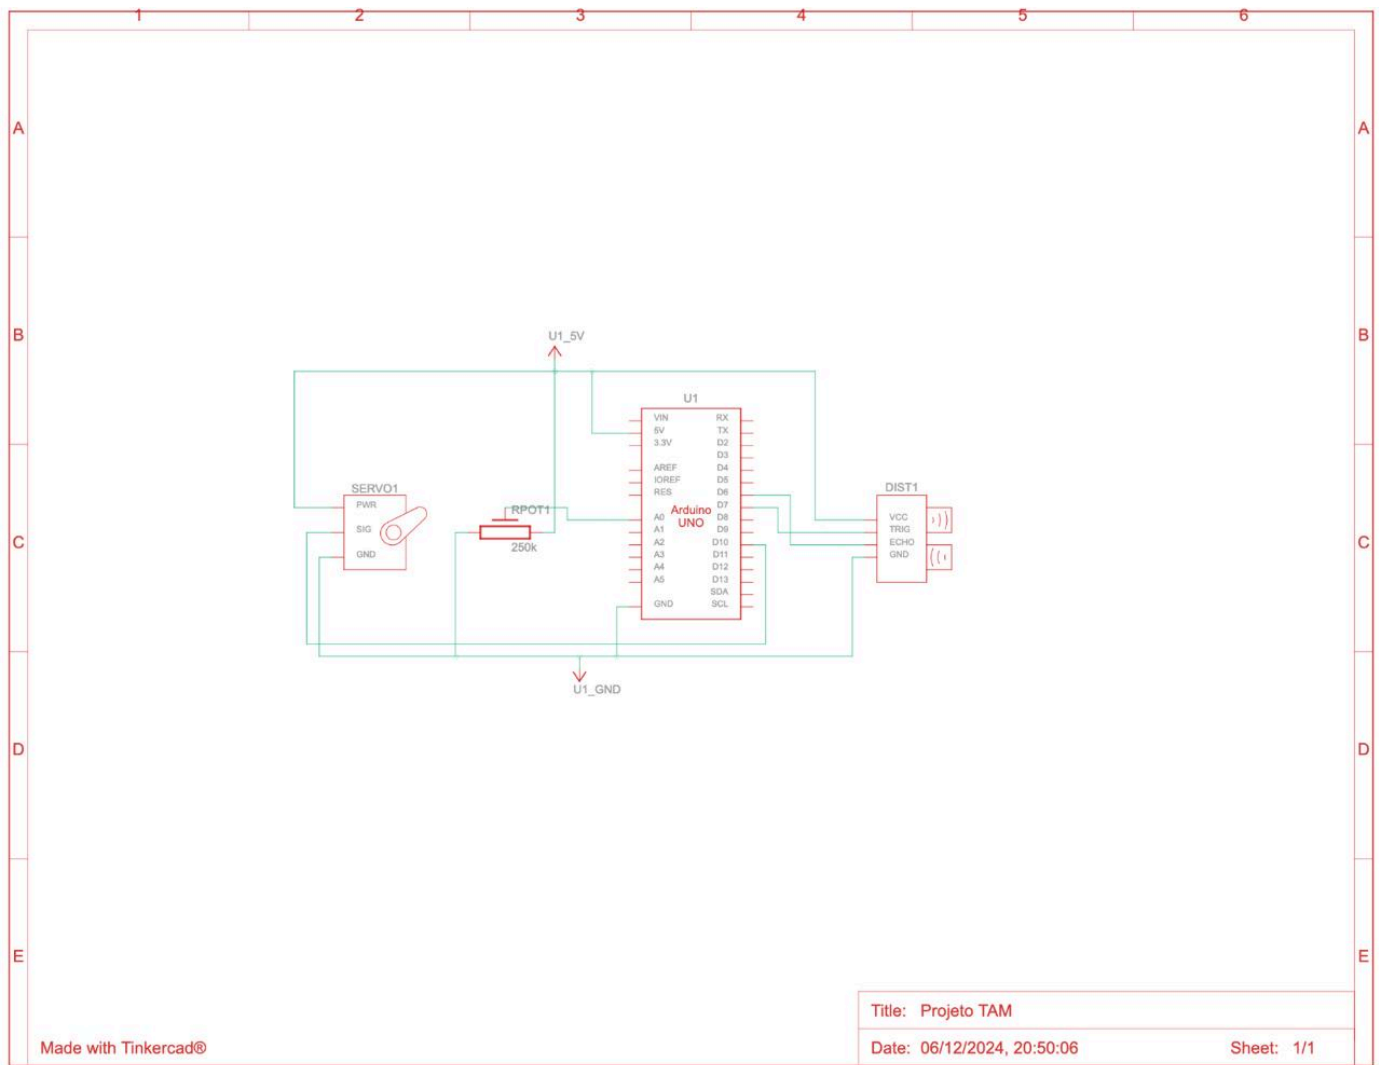 1 2 3 4 5 6
A A
B B
U1_5V
U1
VIN RX
5V TX
3.3V D2
D3
AREF D4
IOREF D5
RES D6
D7
A0 D8
A1 D9
A2 D10
A3 D11
A4 D12
A5 D13
SDA
GND SCL
Arduino
UNO
SERVO1
PWR
SIG
GND
RPOT1
250k
DIST1
VCC
TRIG
ECHO
GND
C C
U1_GND
D D
E E
Title: Projeto TAM
Made with Tinkercad®
Date: 06/12/2024, 20:50:06 Sheet: 1/1